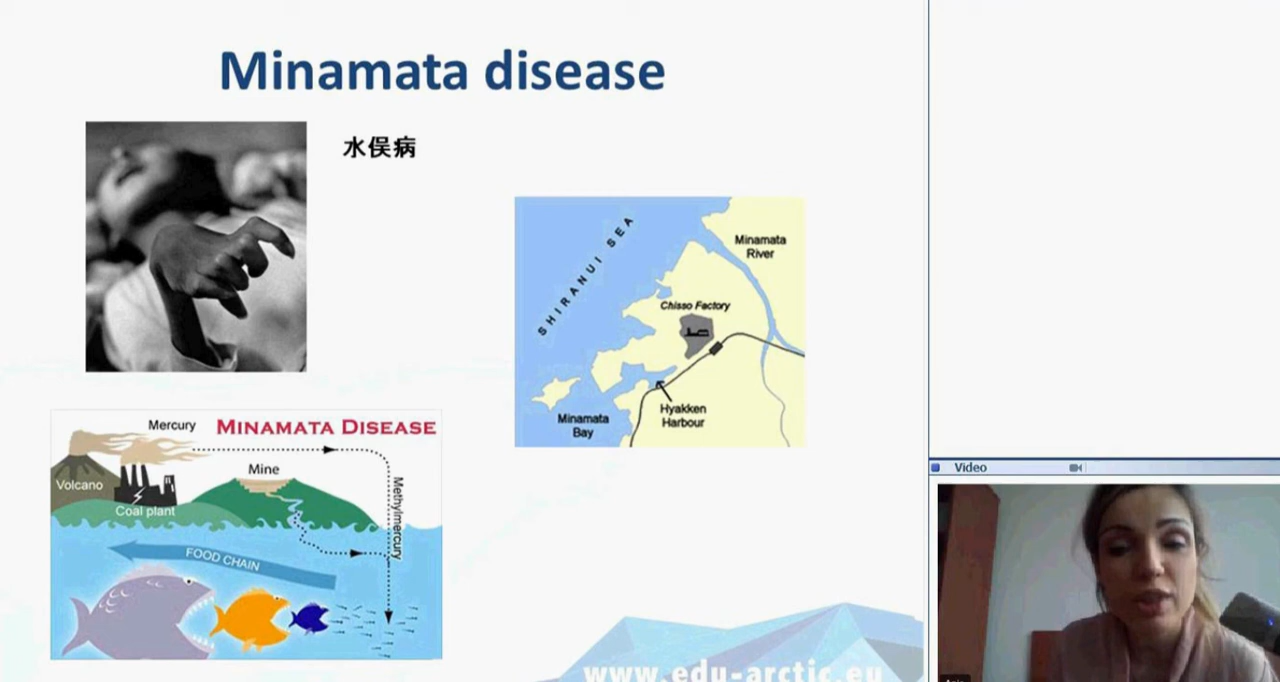 Minamata disease
水俣病
SHIRANUI SEA
Minamata
River
Chisso Factory
Hyakken
Harbour
Minamata
Bay
Mercury
MINAMATA DISEASE
Volcano
Mine
Coal plant
Methylmercury
FOOD CHAIN
www.edu-arctic.eu
Video